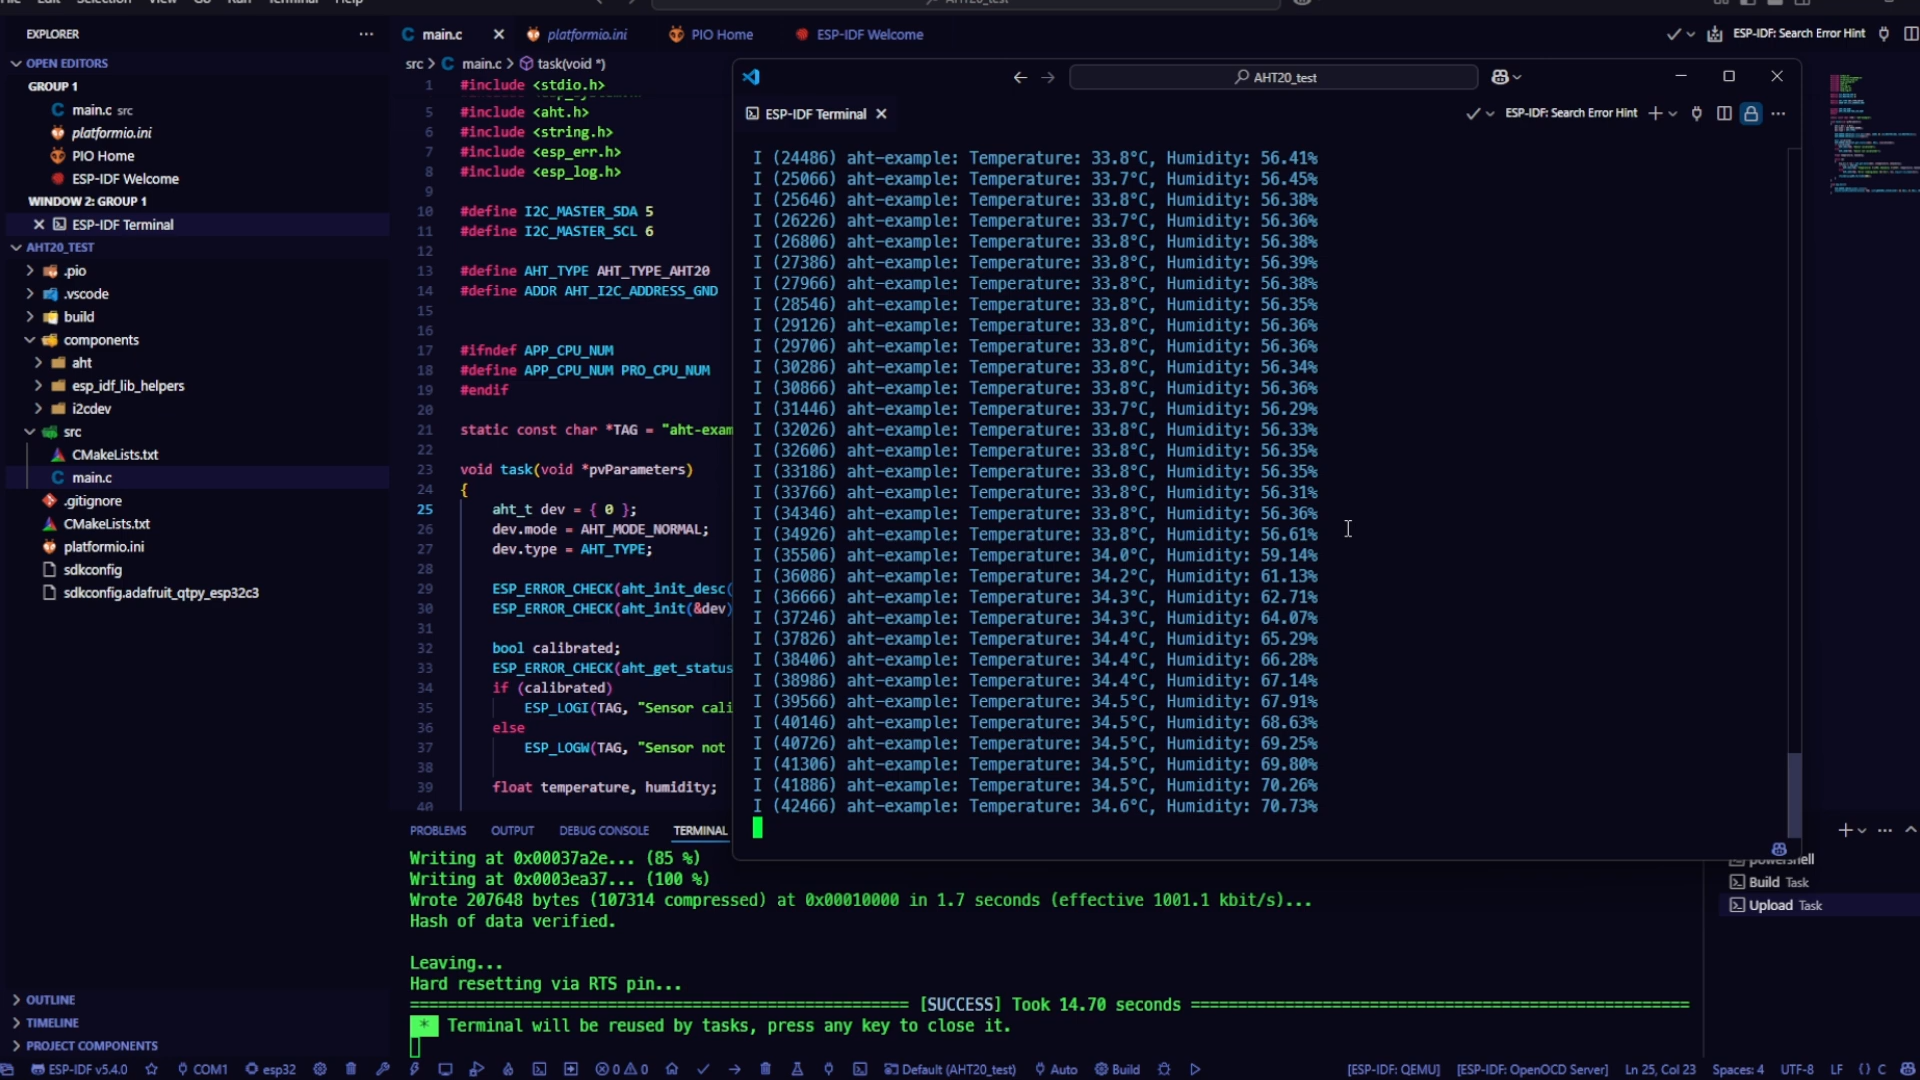 File Edit Selection View Go Run Terminal Help
AHT20_test
EXPLORER
OPEN EDITORS
GROUP 1
main.c src
platformio.ini
PIO Home
ESP-IDF Welcome
WINDOW 2: GROUP 1
ESP-IDF Terminal
AHT20_TEST
.pio
.vscode
build
components
aht
esp_idf_lib_helpers
i2cdev
src
CMakeLists.txt
main.c
.gitignore
CMakeLists.txt
platformio.ini
sdkconfig
sdkconfig.adafruit_qtpy_esp32c3
OUTLINE
TIMELINE
PROJECT COMPONENTS
main.c platformio.ini PIO Home ESP-IDF Welcome
ESP-IDF: Search Error Hint
src > main.c > task(void *)
1 #include <stdio.h>
5 #include <aht.h>
6 #include <string.h>
7 #include <esp_err.h>
8 #include <esp_log.h>
9
10 #define I2C_MASTER_SDA 5
11 #define I2C_MASTER_SCL 6
12
13 #define AHT_TYPE AHT_TYPE_AHT20
14 #define ADDR AHT_I2C_ADDRESS_GND
15
16
17 #ifndef APP_CPU_NUM
18 #define APP_CPU_NUM PRO_CPU_NUM
19 #endif
20
21 static const char *TAG = "aht-exam
22
23 void task(void *pvParameters)
24 {
25 aht_t dev = { 0 };
26 dev.mode = AHT_MODE_NORMAL;
27 dev.type = AHT_TYPE;
28
29 ESP_ERROR_CHECK(aht_init_desc(
30 ESP_ERROR_CHECK(aht_init(&dev)
31
32 bool calibrated;
33 ESP_ERROR_CHECK(aht_get_status
34 if (calibrated)
35 ESP_LOGI(TAG, "Sensor cali
36 else
37 ESP_LOGW(TAG, "Sensor not
38
39 float temperature, humidity;
40
AHT20_test
ESP-IDF Terminal
ESP-IDF: Search Error Hint
I (24486) aht-example: Temperature: 33.8°C, Humidity: 56.41%
I (25066) aht-example: Temperature: 33.7°C, Humidity: 56.45%
I (25646) aht-example: Temperature: 33.8°C, Humidity: 56.38%
I (26226) aht-example: Temperature: 33.7°C, Humidity: 56.36%
I (26806) aht-example: Temperature: 33.8°C, Humidity: 56.38%
I (27386) aht-example: Temperature: 33.8°C, Humidity: 56.39%
I (27966) aht-example: Temperature: 33.8°C, Humidity: 56.38%
I (28546) aht-example: Temperature: 33.8°C, Humidity: 56.35%
I (29126) aht-example: Temperature: 33.8°C, Humidity: 56.36%
I (29706) aht-example: Temperature: 33.8°C, Humidity: 56.36%
I (30286) aht-example: Temperature: 33.8°C, Humidity: 56.34%
I (30866) aht-example: Temperature: 33.8°C, Humidity: 56.36%
I (31446) aht-example: Temperature: 33.7°C, Humidity: 56.29%
I (32026) aht-example: Temperature: 33.8°C, Humidity: 56.33%
I (32606) aht-example: Temperature: 33.8°C, Humidity: 56.35%
I (33186) aht-example: Temperature: 33.8°C, Humidity: 56.35%
I (33766) aht-example: Temperature: 33.8°C, Humidity: 56.31%
I (34346) aht-example: Temperature: 33.8°C, Humidity: 56.36%
I (34926) aht-example: Temperature: 33.8°C, Humidity: 56.61%
I (35506) aht-example: Temperature: 34.0°C, Humidity: 59.14%
I (36086) aht-example: Temperature: 34.2°C, Humidity: 61.13%
I (36666) aht-example: Temperature: 34.3°C, Humidity: 62.71%
I (37246) aht-example: Temperature: 34.3°C, Humidity: 64.07%
I (37826) aht-example: Temperature: 34.4°C, Humidity: 65.29%
I (38406) aht-example: Temperature: 34.4°C, Humidity: 66.28%
I (38986) aht-example: Temperature: 34.4°C, Humidity: 67.14%
I (39566) aht-example: Temperature: 34.5°C, Humidity: 67.91%
I (40146) aht-example: Temperature: 34.5°C, Humidity: 68.63%
I (40726) aht-example: Temperature: 34.5°C, Humidity: 69.25%
I (41306) aht-example: Temperature: 34.5°C, Humidity: 69.80%
I (41886) aht-example: Temperature: 34.5°C, Humidity: 70.26%
I (42466) aht-example: Temperature: 34.6°C, Humidity: 70.73%
PROBLEMS OUTPUT DEBUG CONSOLE TERMINAL
Writing at 0x00037a2e... (85 %)
Writing at 0x0003ea37... (100 %)
Wrote 207648 bytes (107314 compressed) at 0x00010000 in 1.7 seconds (effective 1001.1 kbit/s)...
Hash of data verified.
Leaving...
Hard resetting via RTS pin...
=============================================== [SUCCESS] Took 14.70 seconds ===============================================
* Terminal will be reused by tasks, press any key to close it.
powershell
Build Task
Upload Task
ESP-IDF v5.4.0 COM1 esp32 0 0 Default (AHT20_test) Auto Build [ESP-IDF: QEMU] [ESP-IDF: OpenOCD Server] Ln 25, Col 23 Spaces: 4 UTF-8 LF {} C